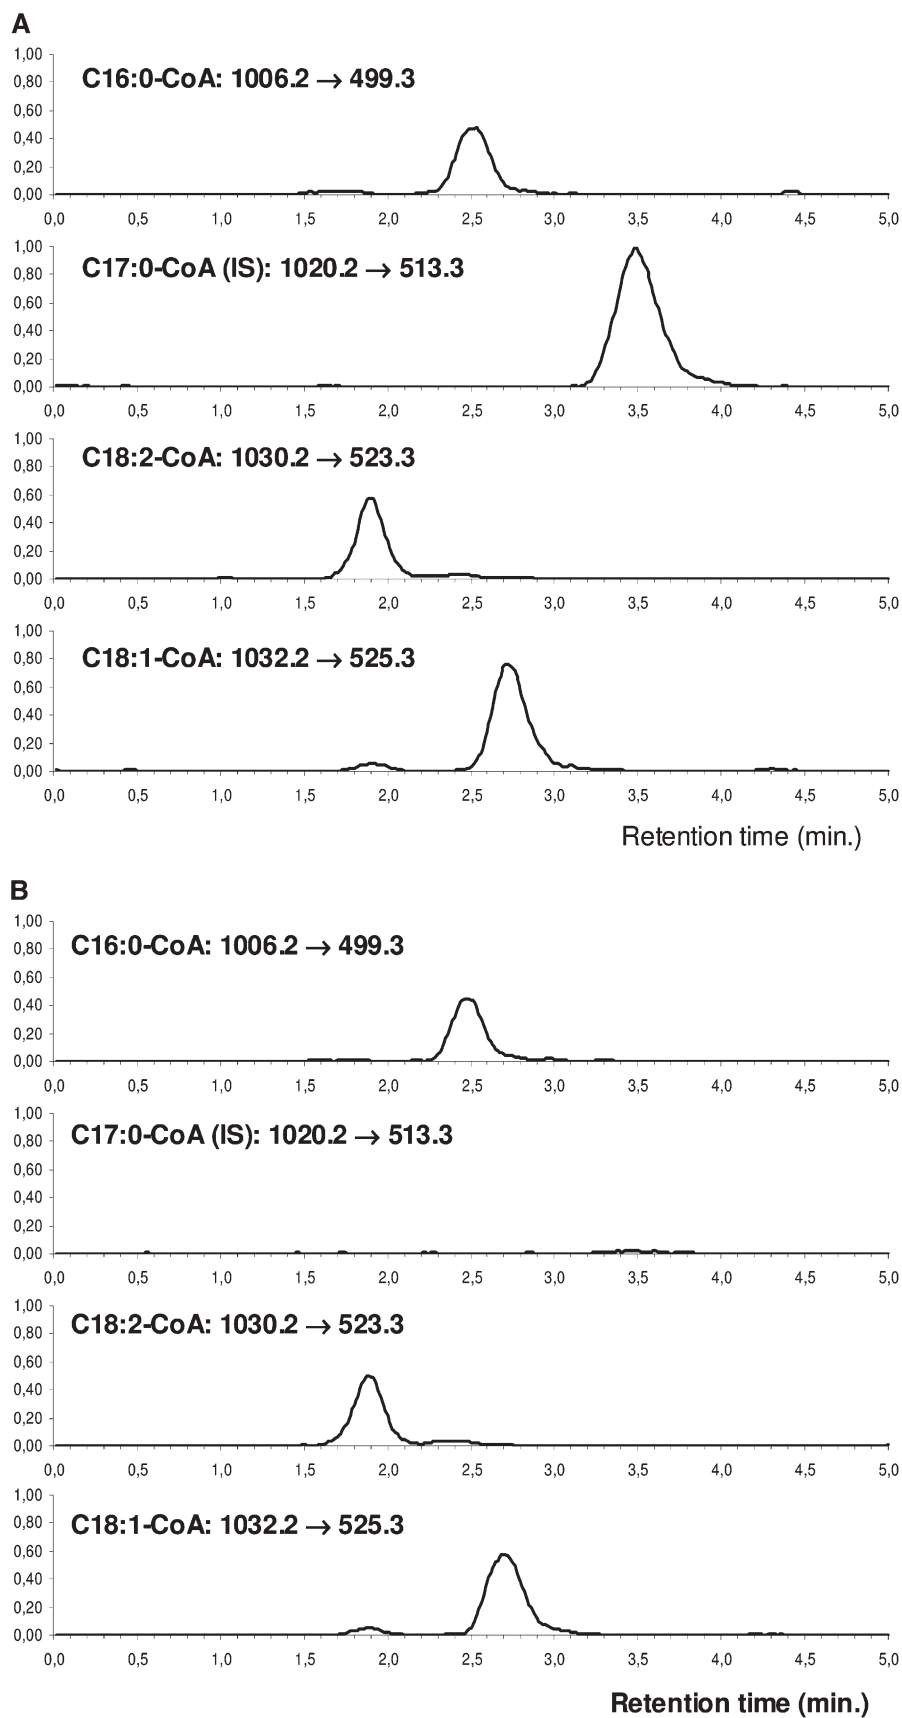 A
1,00
C16:0-CoA: 1006.2 → 499.3
0,80
0,60
0,40
0,20
0,00
0,0 0,5 1,0 1,5 2,0 2,5 3,0 3,5 4,0 4,5 5,0
1,00
C17:0-CoA (IS): 1020.2 → 513.3
0,80
0,60
0,40
0,20
0,00
0,0 0,5 1,0 1,5 2,0 2,5 3,0 3,5 4,0 4,5 5,0
1,00
C18:2-CoA: 1030.2 → 523.3
0,80
0,60
0,40
0,20
0,00
0,0 0,5 1,0 1,5 2,0 2,5 3,0 3,5 4,0 4,5 5,0
1,00
C18:1-CoA: 1032.2 → 525.3
0,80
0,60
0,40
0,20
0,00
0,0 0,5 1,0 1,5 2,0 2,5 3,0 3,5 4,0 4,5 5,0
Retention time (min.)
B
1,00
C16:0-CoA: 1006.2 → 499.3
0,80
0,60
0,40
0,20
0,00
0,0 0,5 1,0 1,5 2,0 2,5 3,0 3,5 4,0 4,5 5,0
1,00
C17:0-CoA (IS): 1020.2 → 513.3
0,80
0,60
0,40
0,20
0,00
0,0 0,5 1,0 1,5 2,0 2,5 3,0 3,5 4,0 4,5 5,0
1,00
C18:2-CoA: 1030.2 → 523.3
0,80
0,60
0,40
0,20
0,00
0,0 0,5 1,0 1,5 2,0 2,5 3,0 3,5 4,0 4,5 5,0
1,00
C18:1-CoA: 1032.2 → 525.3
0,80
0,60
0,40
0,20
0,00
0,0 0,5 1,0 1,5 2,0 2,5 3,0 3,5 4,0 4,5 5,0
Retention time (min.)